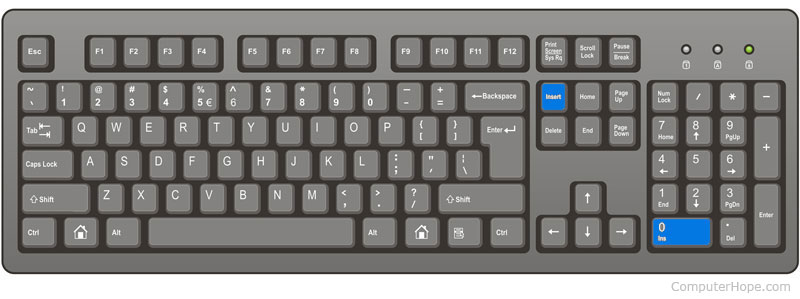 Esc F1 F2 F3 F4 F5 F6 F7 F8 F9 F10 F11 F12 Print Screen Sys Rq Scroll Lock Pause Break
1 A
~ ! @ # $ % ^ & * ( ) _ +
` 1 2 3 4 5 € 6 7 8 9 0 - = ←Backspace Insert Home Page Up Num Lock / * −
Tab Q W E R T Y U I O P { [ } ] Enter Delete End Page Down 7 Home 8 ↑ 9 PgUp +
Caps Lock A S D F G H J K L : ; " ' | \ 4 ← 5 6 →
⇧ Shift Z X C V B N M < , > . ? / ⇧ Shift ↑ 1 End 2 ↓ 3 PgDn Enter
Ctrl Alt Alt Ctrl ← ↓ → 0 Ins . Del
ComputerHope.com